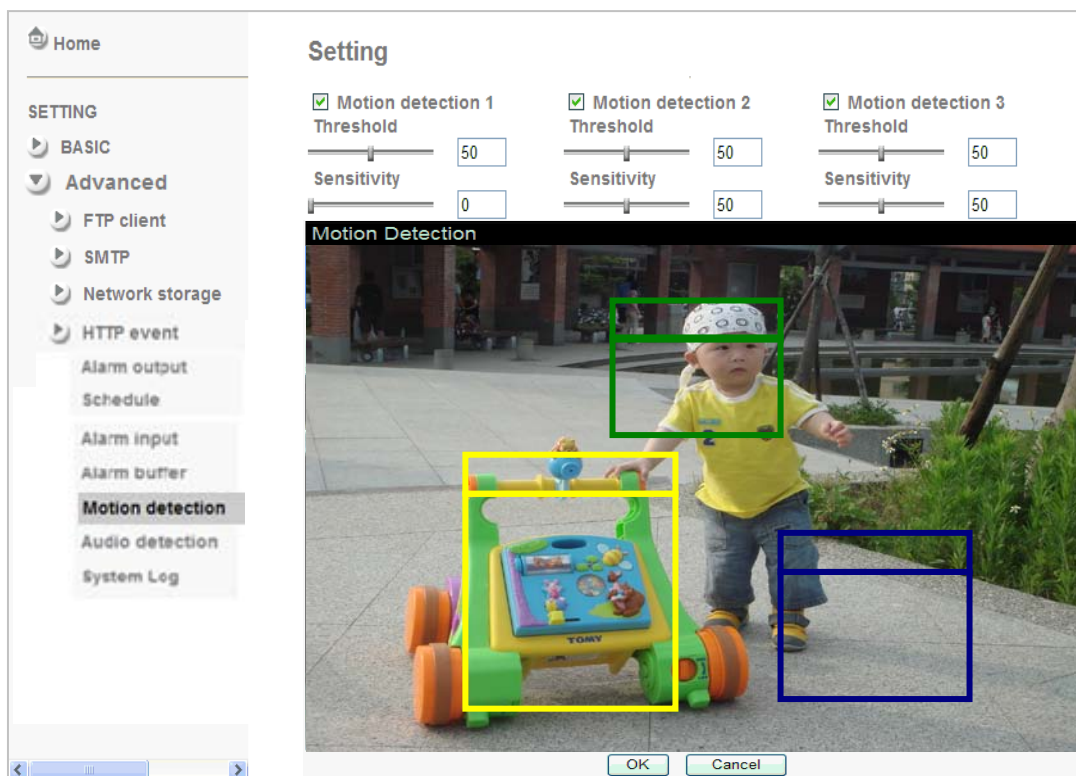 Home
SETTING
BASIC
Advanced
FTP client
SMTP
Network storage
HTTP event
Alarm output
Schedule
Alarm input
Alarm buffer
Motion detection
Audio detection
System Log
Setting
Motion detection 1
Threshold
50
Sensitivity
0
Motion detection 2
Threshold
50
Sensitivity
50
Motion detection 3
Threshold
50
Sensitivity
50
Motion Detection
2
TOMY
OK
Cancel